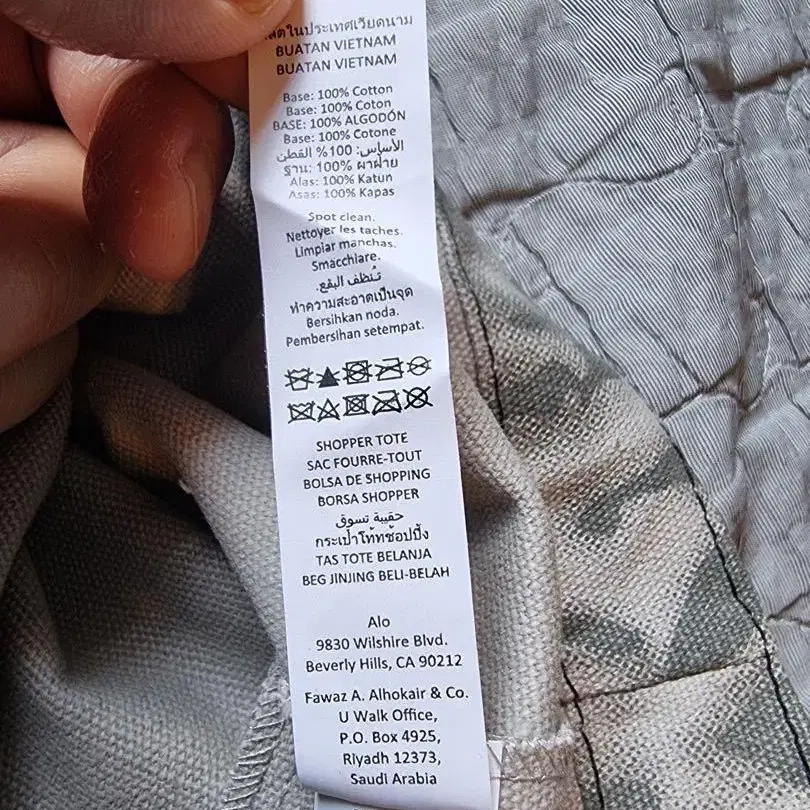 ผลิตในประเทศเวียดนาม
BUATAN VIETNAM
BUATAN VIETNAM
Base: 100% Cotton
Base: 100% Coton
BASE: 100% ALGODÓN
Base: 100% Cotone
الأساس: 100% القطن
ฐาน: 100% ผาฝ้าย
Alas: 100% Katun
Asas: 100% Kapas
Spot clean.
Nettoyer les taches.
Limpiar manchas.
Smacchiare.
تُنظف البقع.
ทำความสะอาดเป็นจุด
Bersihkan noda.
Pembersihan setempat.
SHOPPER TOTE
SAC FOURRE-TOUT
BOLSA DE SHOPPING
BORSA SHOPPER
حقيبة تسوق
กระเป๋าโท้ทช้อปปิ้ง
TAS TOTE BELANJA
BEG JINJING BELI-BELAH
Alo
9830 Wilshire Blvd.
Beverly Hills, CA 90212
Fawaz A. Alhokair & Co.
U Walk Office,
P.O. Box 4925,
Riyadh 12373,
Saudi Arabia